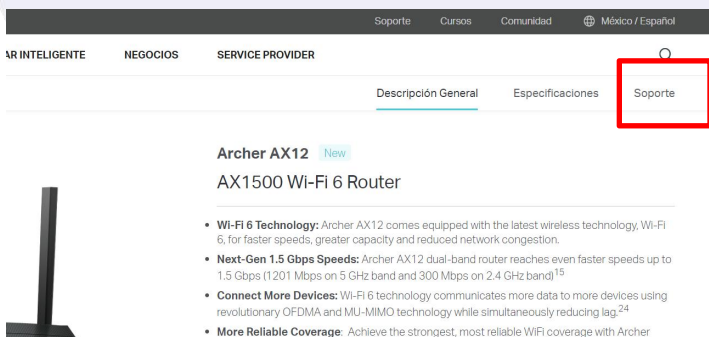 Soporte Cursos Comunidad México / Español
AR INTELIGENTE NEGOCIOS SERVICE PROVIDER
Descripción General Especificaciones Soporte
Archer AX12 New
AX1500 Wi-Fi 6 Router
• Wi-Fi 6 Technology: Archer AX12 comes equipped with the latest wireless technology, Wi-Fi
6, for faster speeds, greater capacity and reduced network congestion.
• Next-Gen 1.5 Gbps Speeds: Archer AX12 dual-band router reaches even faster speeds up to
1.5 Gbps (1201 Mbps on 5 GHz band and 300 Mbps on 2.4 GHz band)15
• Connect More Devices: Wi-Fi 6 technology communicates more data to more devices using
revolutionary OFDMA and MU-MIMO technology while simultaneously reducing lag.24
• More Reliable Coverage: Achieve the strongest, most reliable WiFi coverage with Archer